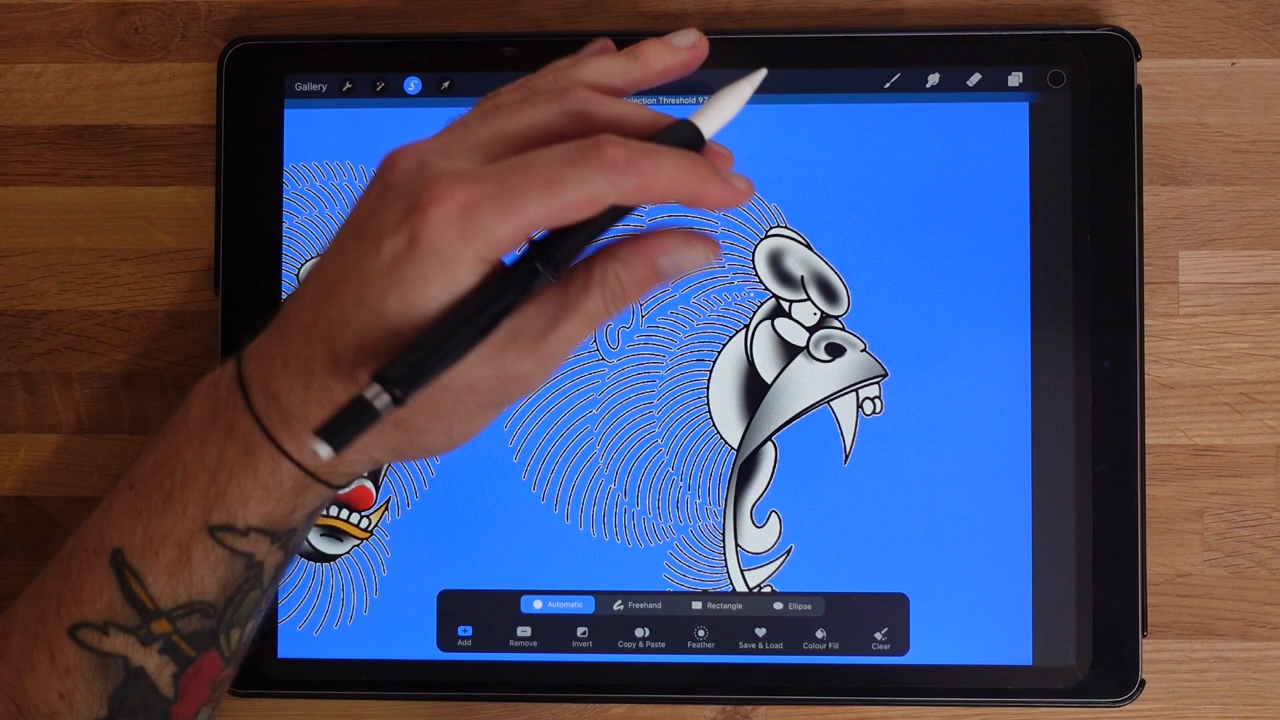 Gallery
Selection Threshold 97
Automatic
Freehand
Rectangle
Ellipse
Add
Remove
Invert
Copy & Paste
Feather
Save & Load
Colour Fill
Clear